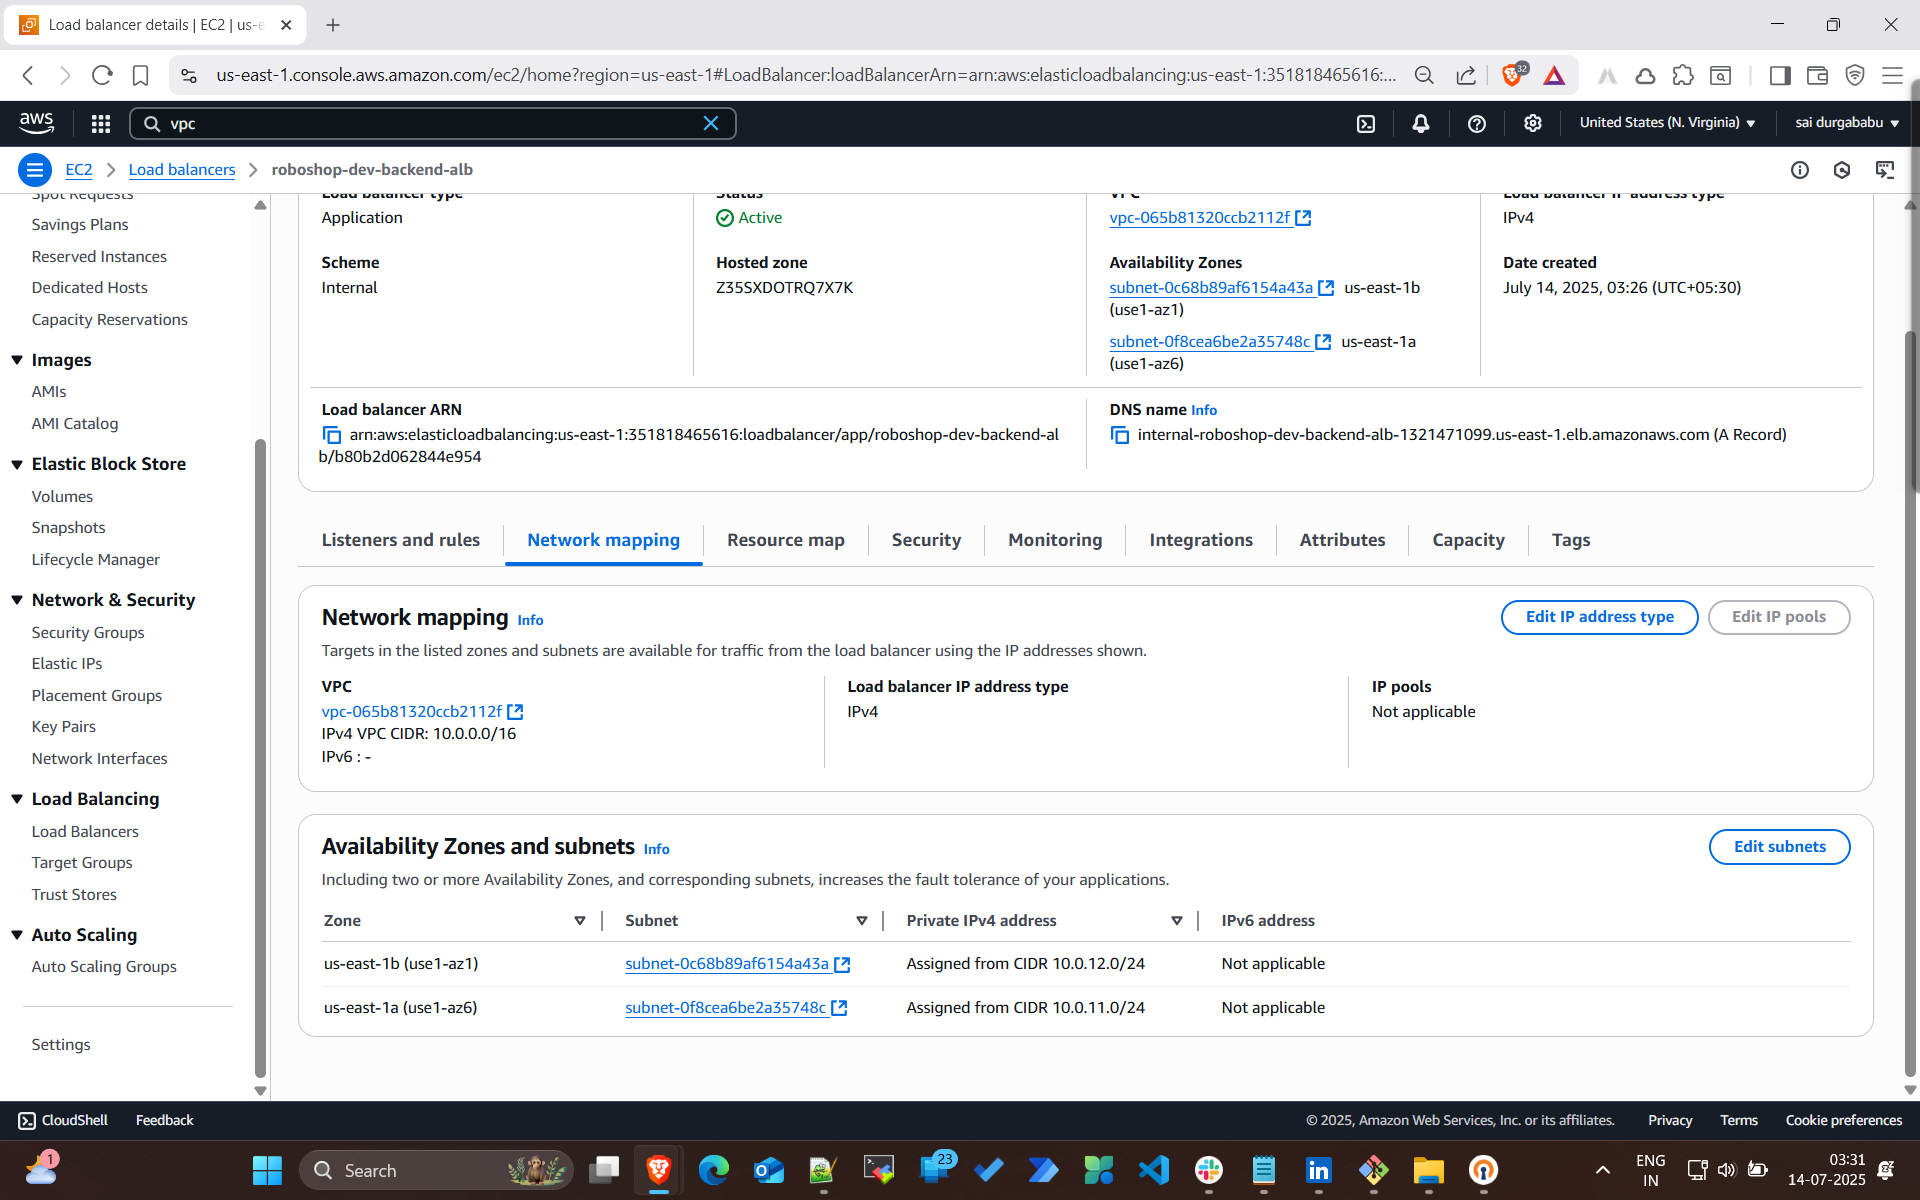 Load balancer details | EC2 | us-e
us-east-1.console.aws.amazon.com/ec2/home?region=us-east-1#LoadBalancer:loadBalancerArn=arn:aws:elasticloadbalancing:us-east-1:351818465616:...
32
aws
vpc
United States (N. Virginia)
sai durgababu
EC2
Load balancers
roboshop-dev-backend-alb
Spot Requests
Savings Plans
Reserved Instances
Dedicated Hosts
Capacity Reservations
Images
AMIs
AMI Catalog
Elastic Block Store
Volumes
Snapshots
Lifecycle Manager
Network & Security
Security Groups
Elastic IPs
Placement Groups
Key Pairs
Network Interfaces
Load Balancing
Load Balancers
Target Groups
Trust Stores
Auto Scaling
Auto Scaling Groups
Settings
Load balancer type
Application
Status
Active
VPC
vpc-065b81320ccb2112f
Load balancer IP address type
IPv4
Scheme
Internal
Hosted zone
Z35SXDOTRQ7X7K
Availability Zones
subnet-0c68b89af6154a43a us-east-1b
(use1-az1)
subnet-0f8cea6be2a35748c us-east-1a
(use1-az6)
Date created
July 14, 2025, 03:26 (UTC+05:30)
Load balancer ARN
arn:aws:elasticloadbalancing:us-east-1:351818465616:loadbalancer/app/roboshop-dev-backend-al
b/b80b2d062844e954
DNS name Info
internal-roboshop-dev-backend-alb-1321471099.us-east-1.elb.amazonaws.com (A Record)
Listeners and rules
Network mapping
Resource map
Security
Monitoring
Integrations
Attributes
Capacity
Tags
Network mapping Info
Edit IP address type
Edit IP pools
Targets in the listed zones and subnets are available for traffic from the load balancer using the IP addresses shown.
VPC
vpc-065b81320ccb2112f
IPv4 VPC CIDR: 10.0.0.0/16
IPv6 : -
Load balancer IP address type
IPv4
IP pools
Not applicable
Availability Zones and subnets Info
Edit subnets
Including two or more Availability Zones, and corresponding subnets, increases the fault tolerance of your applications.
Zone Subnet Private IPv4 address IPv6 address
us-east-1b (use1-az1) subnet-0c68b89af6154a43a Assigned from CIDR 10.0.12.0/24 Not applicable
us-east-1a (use1-az6) subnet-0f8cea6be2a35748c Assigned from CIDR 10.0.11.0/24 Not applicable
CloudShell
Feedback
© 2025, Amazon Web Services, Inc. or its affiliates.
Privacy
Terms
Cookie preferences
1
Search
23
ENG
IN
03:31
14-07-2025